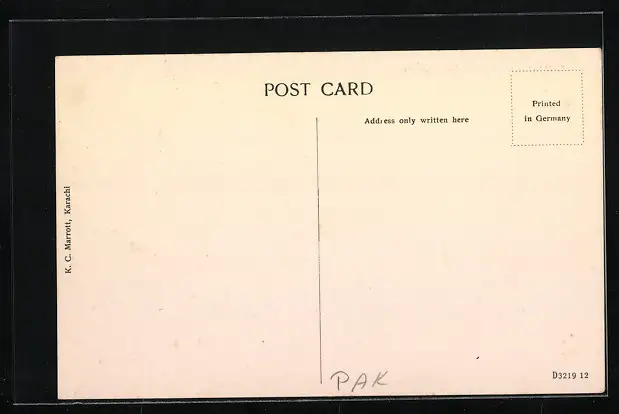 POST CARD
Address only written here
Printed
in Germany
K. C. Marrott, Karachi
PAK
D3219 12